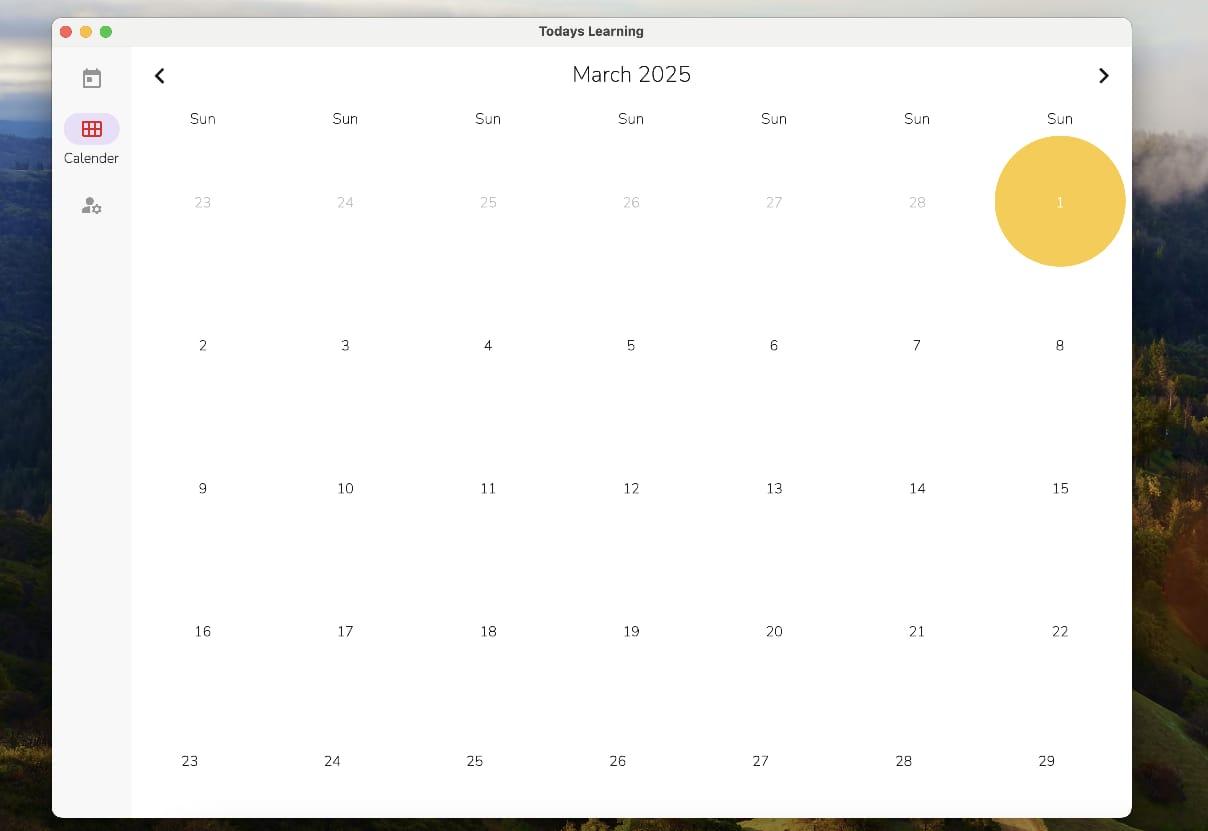 Todays Learning
March 2025
Calender
Sun Sun Sun Sun Sun Sun Sun
23 24 25 26 27 28 1
2 3 4 5 6 7 8
9 10 11 12 13 14 15
16 17 18 19 20 21 22
23 24 25 26 27 28 29